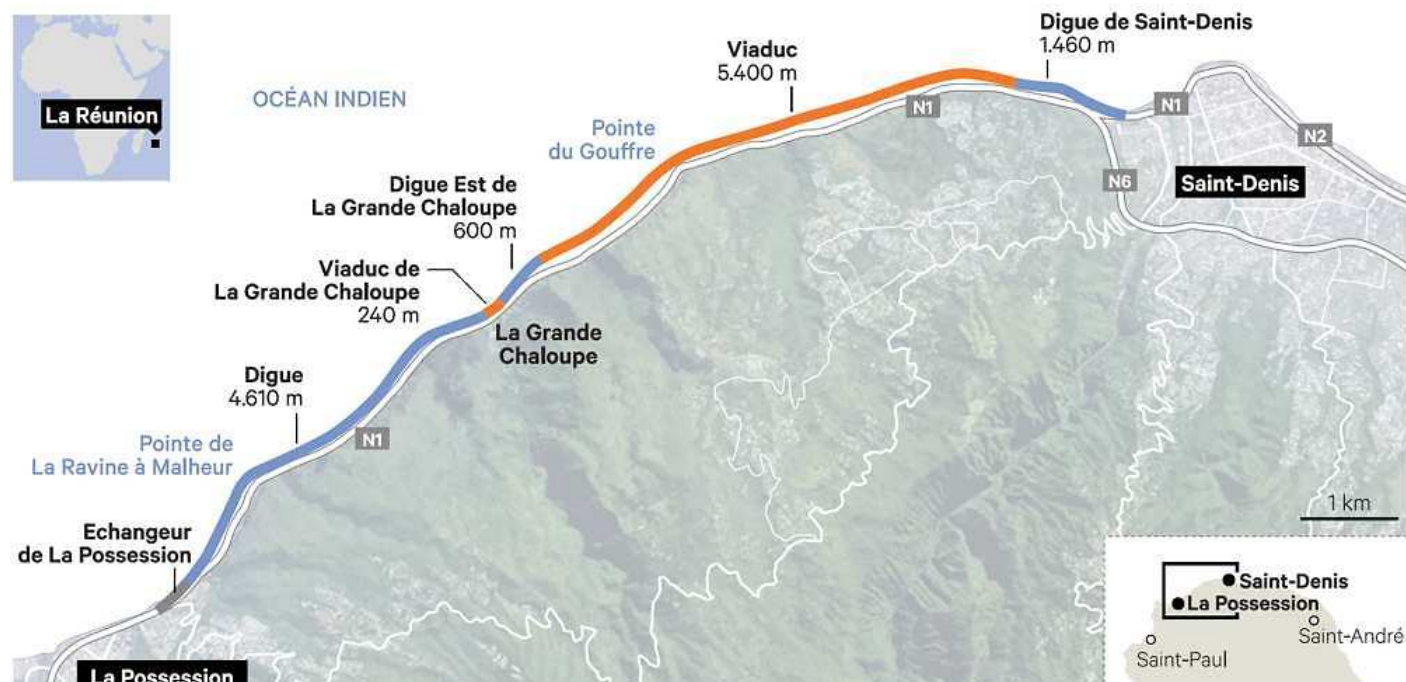 La Réunion
OCÉAN INDIEN
Digue de Saint-Denis
1.460 m
Viaduc
5.400 m
N1
N1
N2
Pointe
du Gouffre
N6
Saint-Denis
Digue Est de
La Grande Chaloupe
600 m
Viaduc de
La Grande Chaloupe
240 m
La Grande
Chaloupe
Digue
4.610 m
N1
Pointe de
La Ravine à Malheur
1 km
Echangeur
de La Possession
Saint-Denis
La Possession
Saint-André
Saint-Paul
La Possession